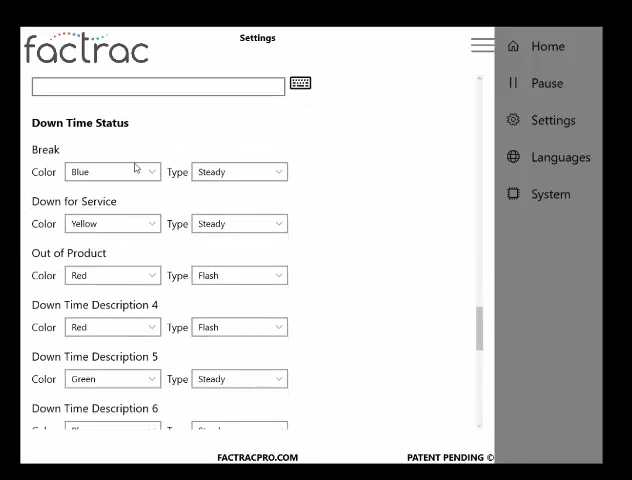 factrac
Settings
Home
Pause
Settings
Languages
System
Down Time Status
Break
Color Blue Type Steady
Down for Service
Color Yellow Type Steady
Out of Product
Color Red Type Flash
Down Time Description 4
Color Red Type Flash
Down Time Description 5
Color Green Type Steady
Down Time Description 6
FACTRACPRO.COM
PATENT PENDING ©